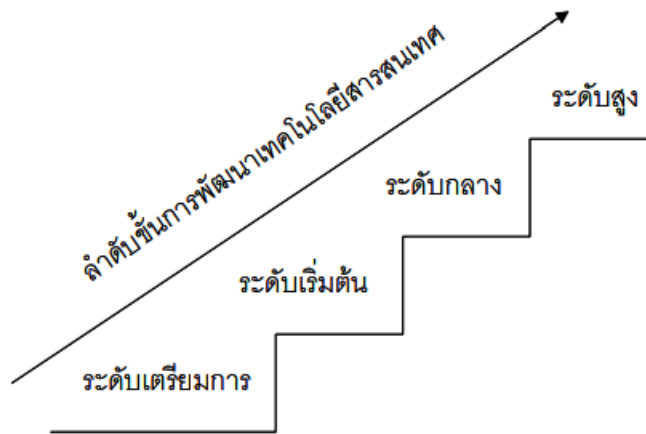 ลำดับชั้นการพัฒนาเทคโนโลยีสารสนเทศ
ระดับสูง
ระดับกลาง
ระดับเริ่มต้น
ระดับเตรียมการ